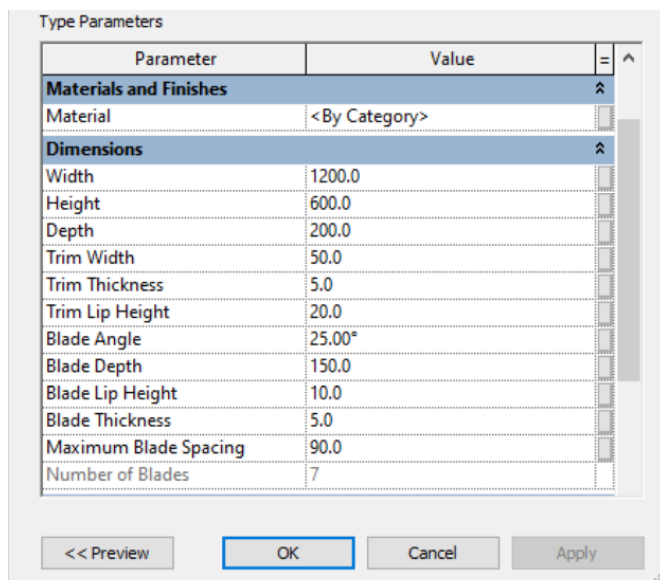 Type Parameters
Parameter Value =
Materials and Finishes
Material <By Category>
Dimensions
Width 1200.0
Height 600.0
Depth 200.0
Trim Width 50.0
Trim Thickness 5.0
Trim Lip Height 20.0
Blade Angle 25.00°
Blade Depth 150.0
Blade Lip Height 10.0
Blade Thickness 5.0
Maximum Blade Spacing 90.0
Number of Blades 7
<< Preview OK Cancel Apply